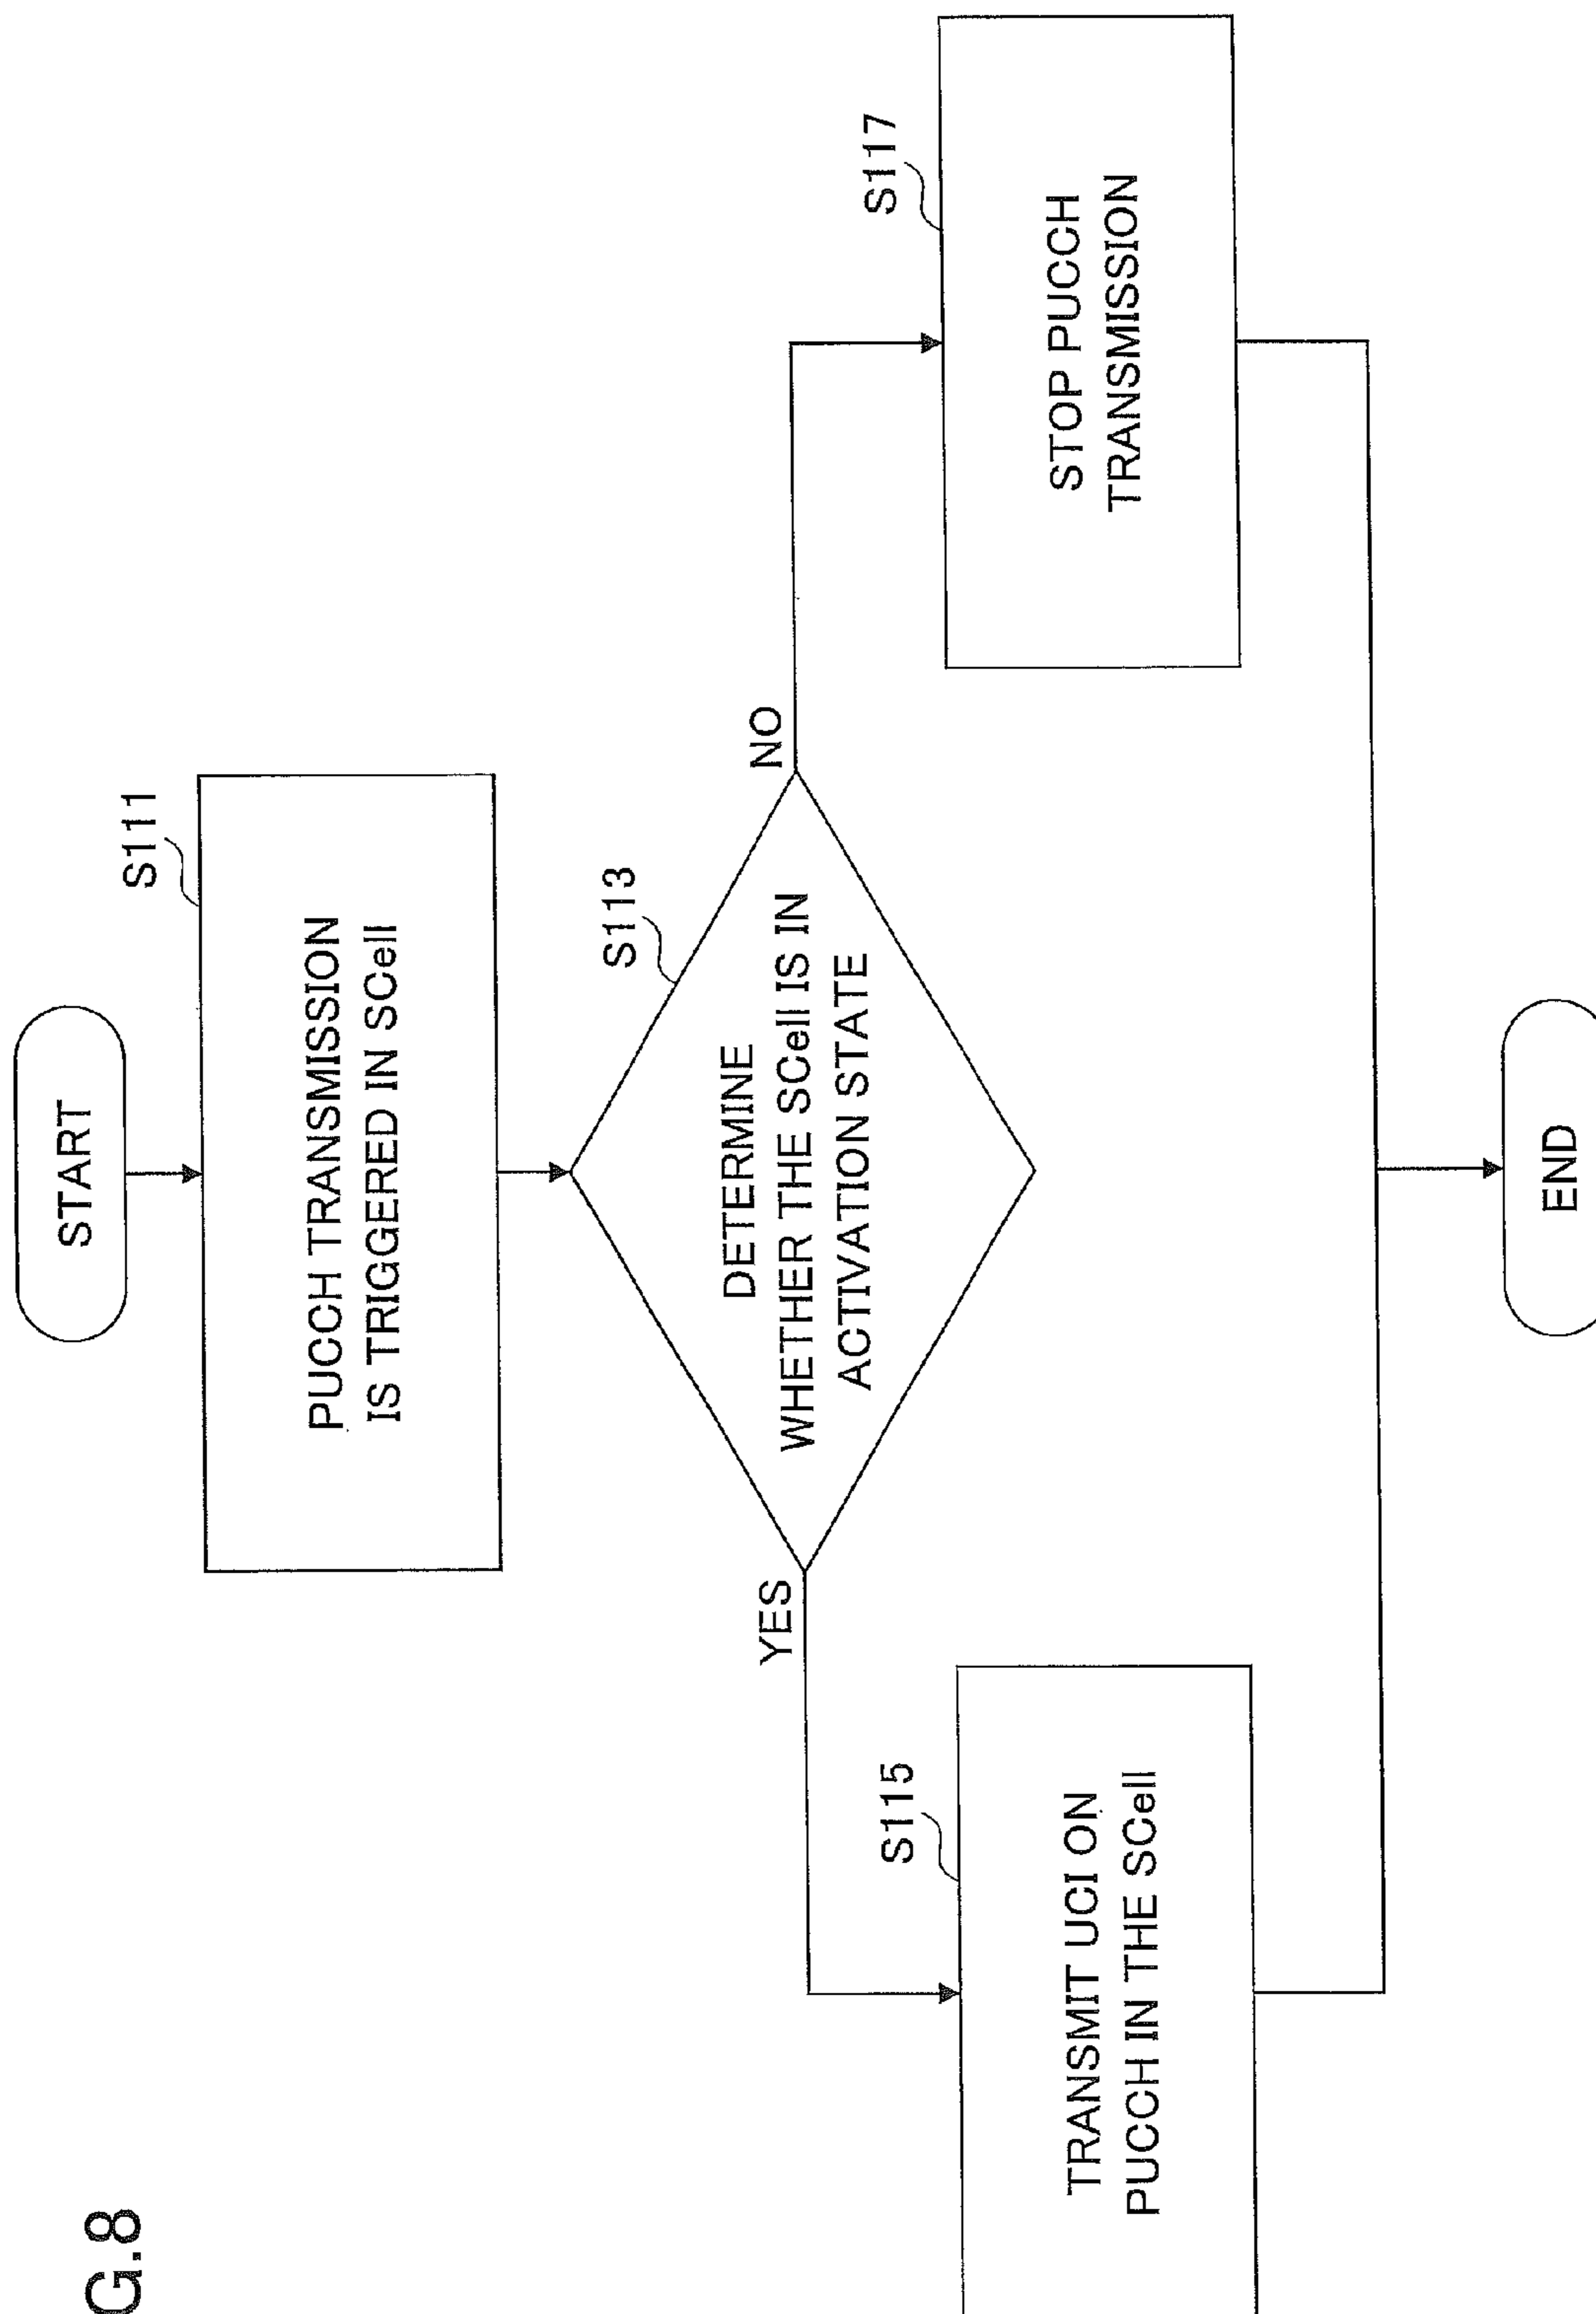 G.8
START
S111
PUCCH TRANSMISSION
IS TRIGGERED IN SCell
S113
DETERMINE
WHETHER THE SCell IS IN
ACTIVATION STATE
YES
NO
S115
TRANSMIT UCI ON
PUCCH IN THE SCell
S117
STOP PUCCH
TRANSMISSION
END